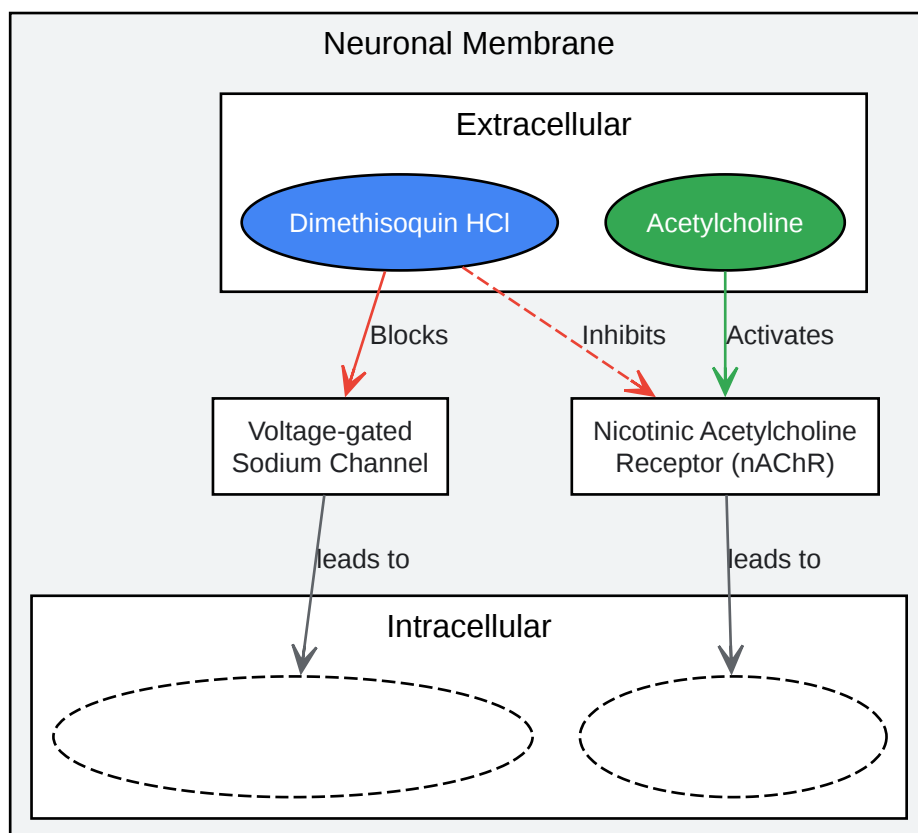 Neuronal Membrane
Extracellular
Dimethisoquin HCl
Acetylcholine
Blocks
Inhibits
Activates
Voltage-gated
Sodium Channel
Nicotinic Acetylcholine
Receptor (nAChR)
leads to
leads to
Intracellular